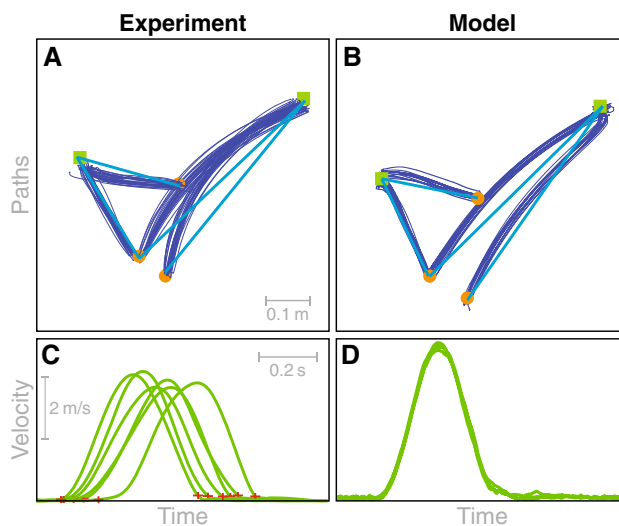 Experiment
Model
A
B
Paths
0.1 m
C
D
0.2 s
Velocity
2 m/s
Time
Time